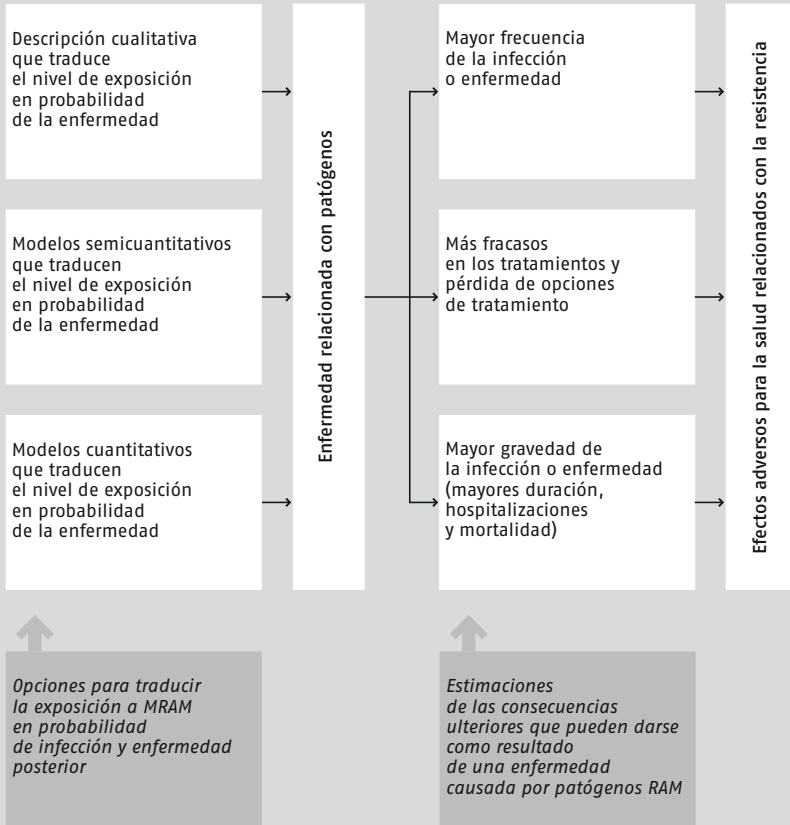 Descripción cualitativa
que traduce
el nivel de exposición
en probabilidad
de la enfermedad
Modelos semicuantitativos
que traducen
el nivel de exposición
en probabilidad
de la enfermedad
Modelos cuantitativos
que traducen
el nivel de exposición
en probabilidad
de la enfermedad
Opciones para traducir
la exposición a MRAM
en probabilidad
de infección y enfermedad
posterior
Enfermedad relacionada con patógenos
Mayor frecuencia
de la infección
o enfermedad
Más fracasos
en los tratamientos y
pérdida de opciones
de tratamiento
Mayor gravedad de
la infección o enfermedad
(mayores duración,
hospitalizaciones
y mortalidad)
Estimaciones
de las consecuencias
ulteriores que pueden darse
como resultado
de una enfermedad
causada por patógenos RAM
Efectos adversos para la salud relacionados con la resistencia